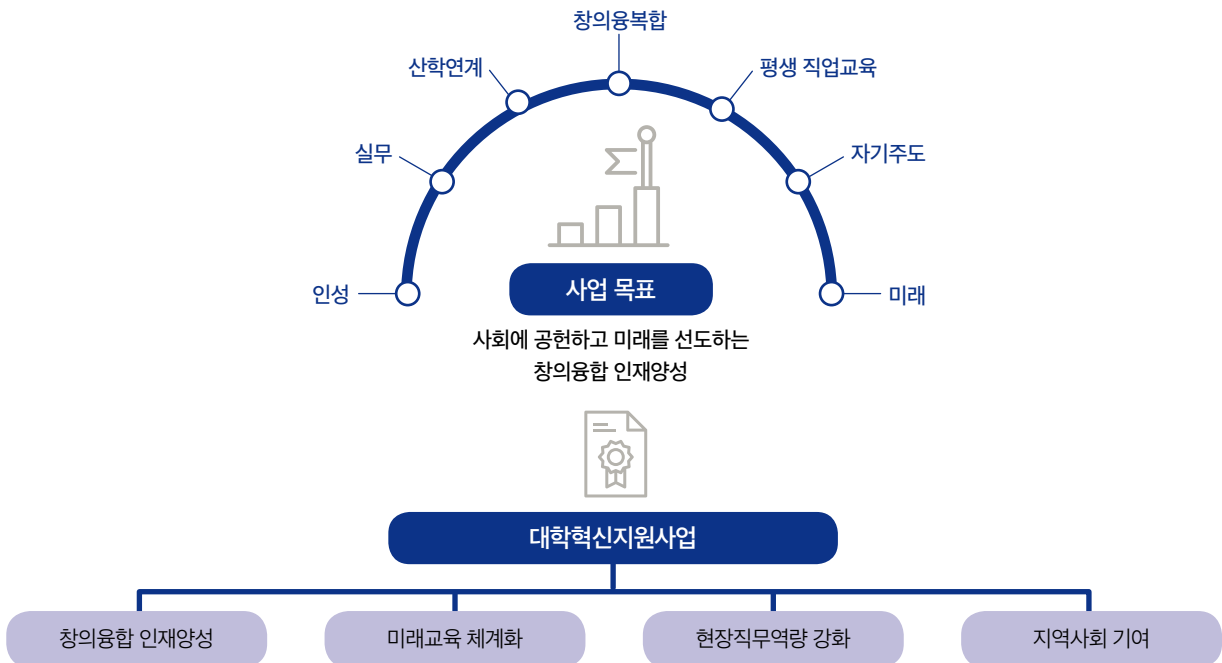 창의융복합
산학연계
평생 직업교육
실무
자기주도
인성
미래
사업 목표
사회에 공헌하고 미래를 선도하는
창의융합 인재양성
대학혁신지원사업
창의융합 인재양성
미래교육 체계화
현장직무역량 강화
지역사회 기여